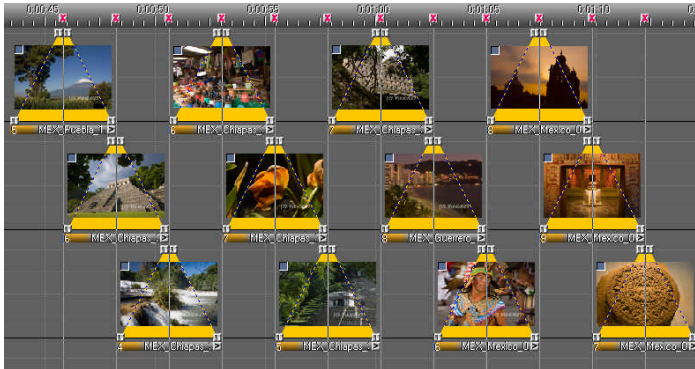 0:00:45 0:00:50 0:00:55 0:01:00 0:01:05 0:01:10
5 MEX_Puebla_1 6 MEX_Chiapas_ 7 MEX_Chiapas_ 8 MEX_Mexico_0
6 MEX_Chiapas_ 7 MEX_Chiapas_ 8 MEX_Guerrero_ 9 MEX_Mexico_0
4 MEX_Chiapas_ 5 MEX_Chiapas_ 6 MEX_Mexico_0 7 MEX_Mexico_0